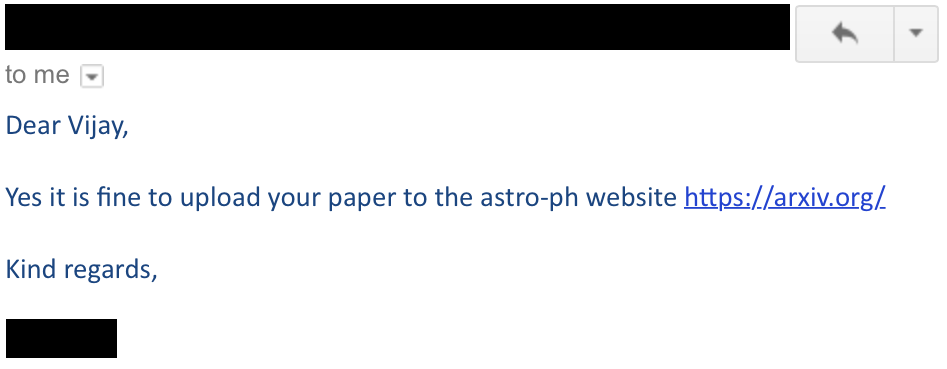 to me
Dear Vijay,
Yes it is fine to upload your paper to the astro-ph website https://arxiv.org/
Kind regards,